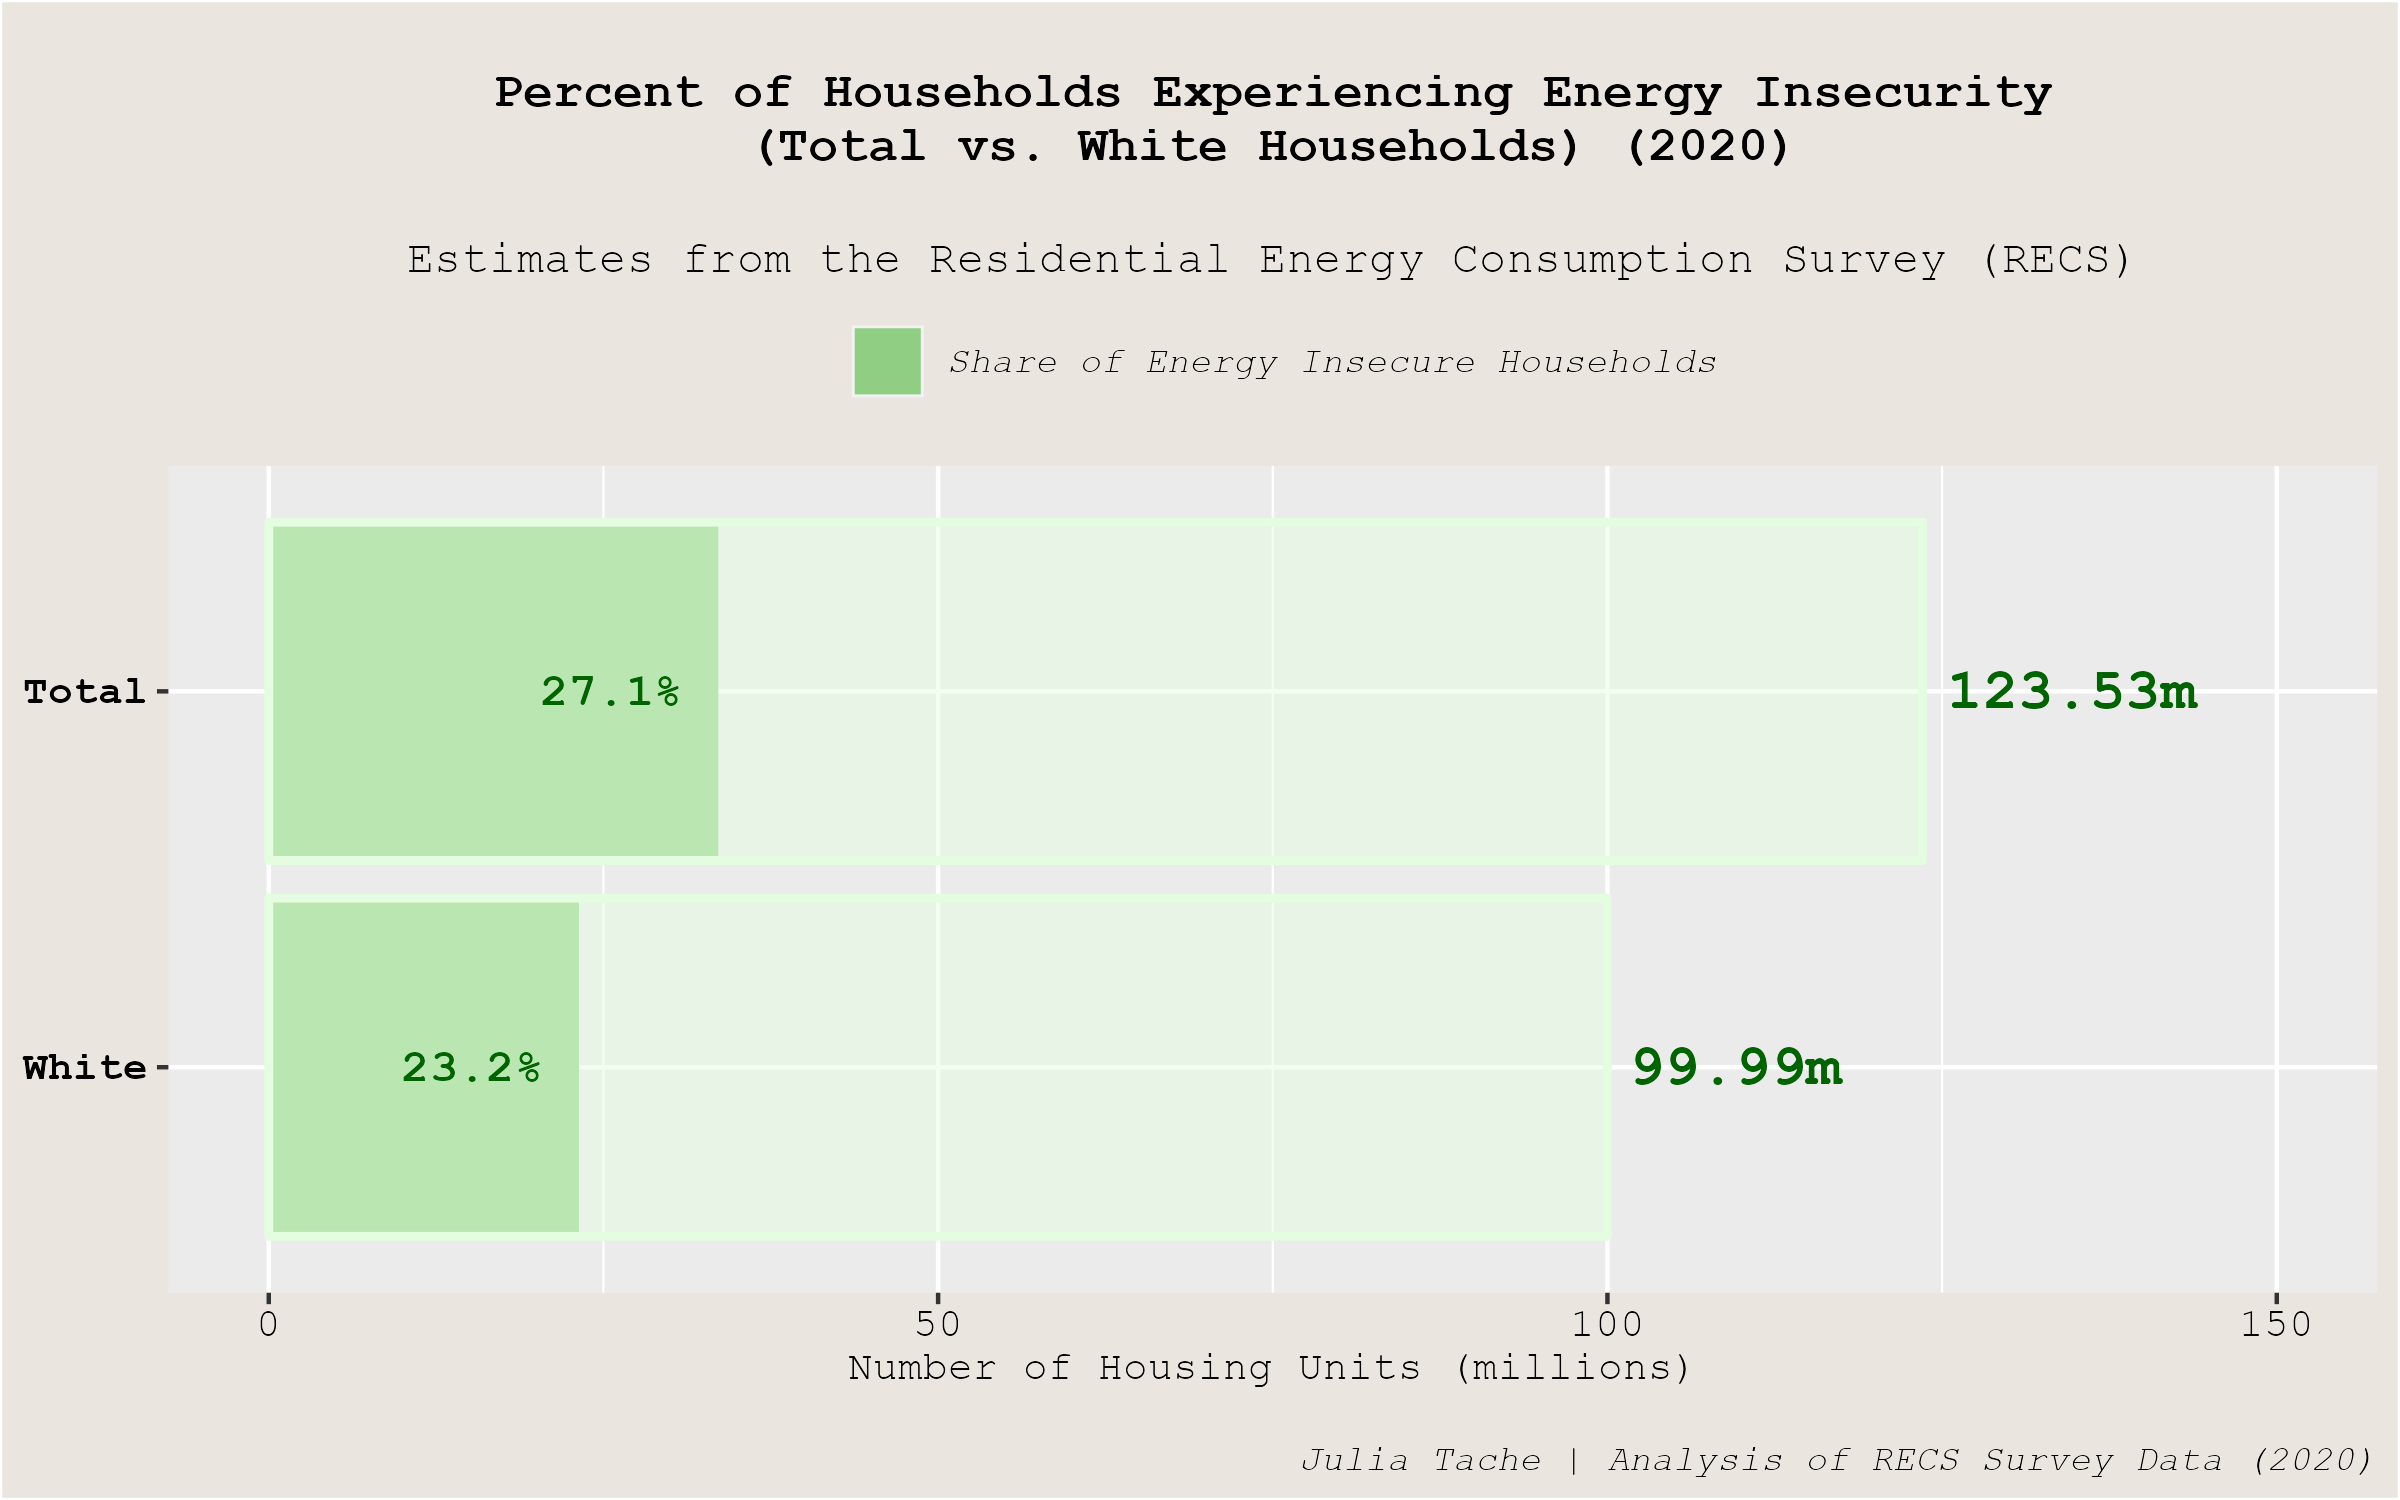 Percent of Households Experiencing Energy Insecurity
(Total vs. White Households) (2020)
Estimates from the Residential Energy Consumption Survey (RECS)
Share of Energy Insecure Households
Total
27.1%
123.53m
White
23.2%
99.99m
0
50
100
150
Number of Housing Units (millions)
Julia Tache | Analysis of RECS Survey Data (2020)